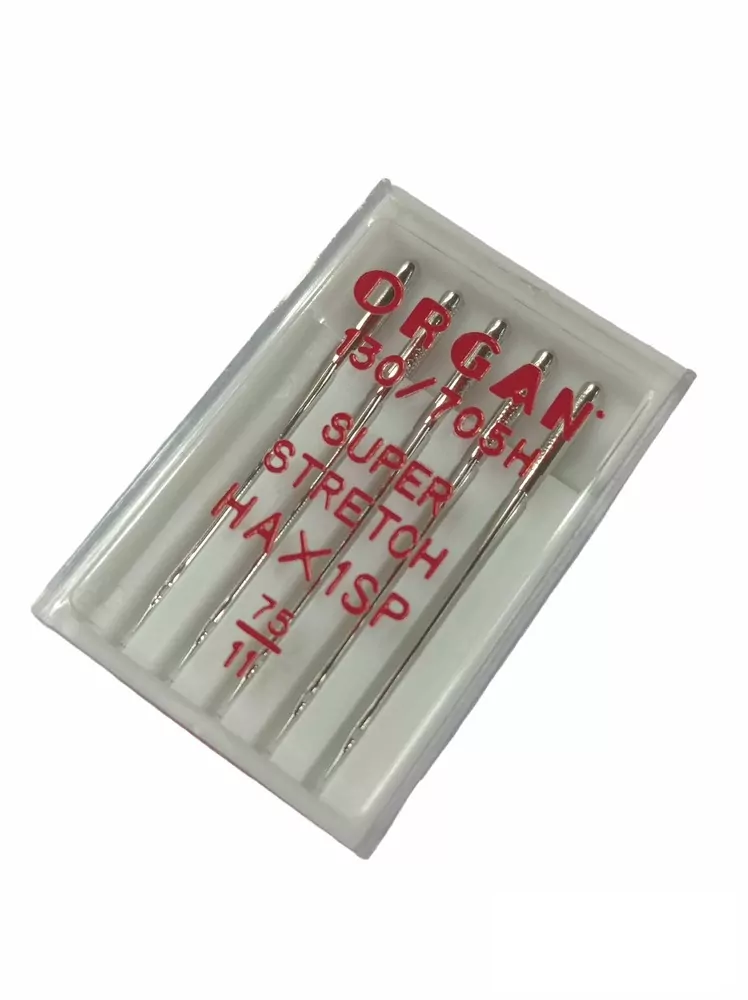 ORGAN
130/705H
SUPER
STRETCH
HAX1SP
75
11